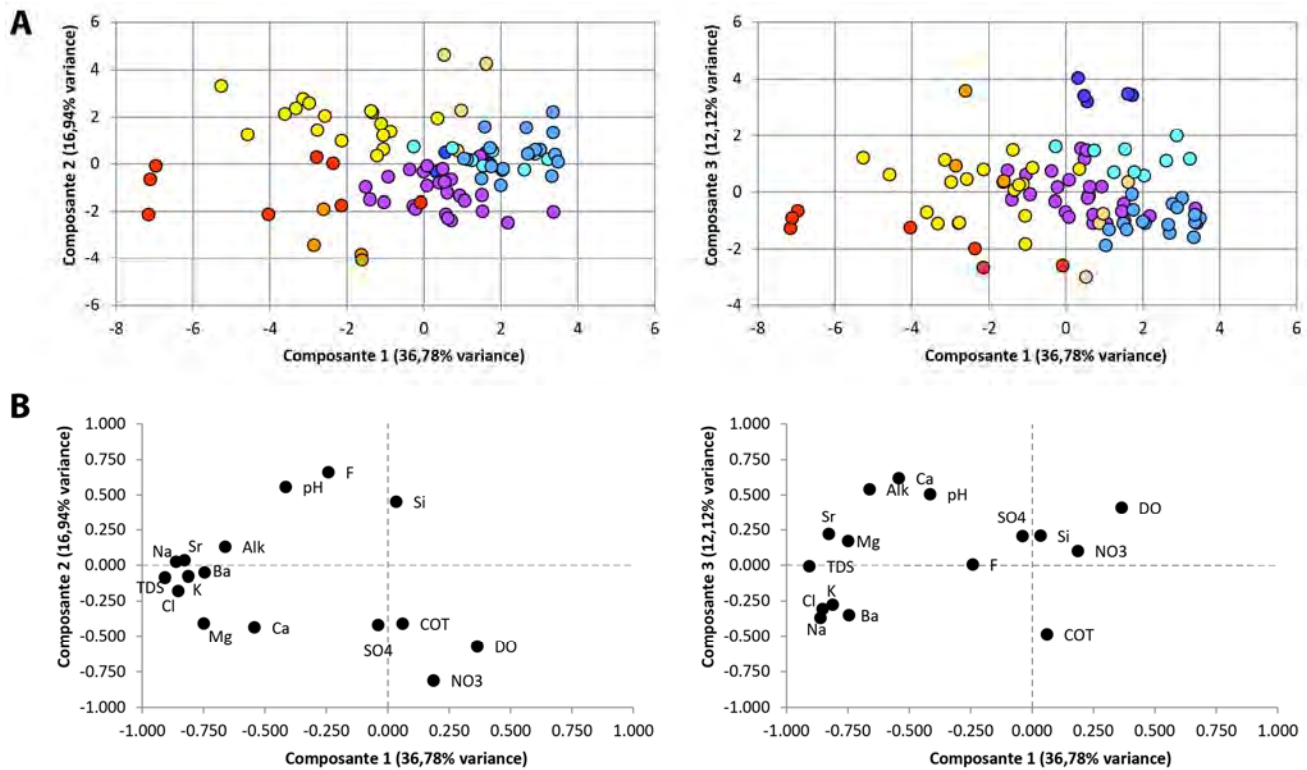 A
6
4
2
0
-2
-4
-6
-8 -6 -4 -2 0 2 4 6
Composante 2 (16,94% variance)
Composante 1 (36,78% variance)
6
4
2
0
-2
-4
-8 -6 -4 -2 0 2 4 6
Composante 3 (12,12% variance)
Composante 1 (36,78% variance)
B
1.000
0.750
0.500
0.250
0.000
-0.250
-0.500
-0.750
-1.000
-1.000 -0.750 -0.500 -0.250 0.000 0.250 0.500 0.750 1.000
Composante 2 (16,94% variance)
Composante 1 (36,78% variance)
F
pH
Si
Alk
Na
Sr
Ba
TDS
K
Cl
Mg
Ca
SO4
COT
DO
NO3
1.000
0.750
0.500
0.250
0.000
-0.250
-0.500
-0.750
-1.000
-1.000 -0.750 -0.500 -0.250 0.000 0.250 0.500 0.750 1.000
Composante 3 (12,12% variance)
Composante 1 (36,78% variance)
Ca
Alk
pH
DO
SO4
Sr
Mg
Si
NO3
TDS
F
K
Cl
Na
Ba
COT